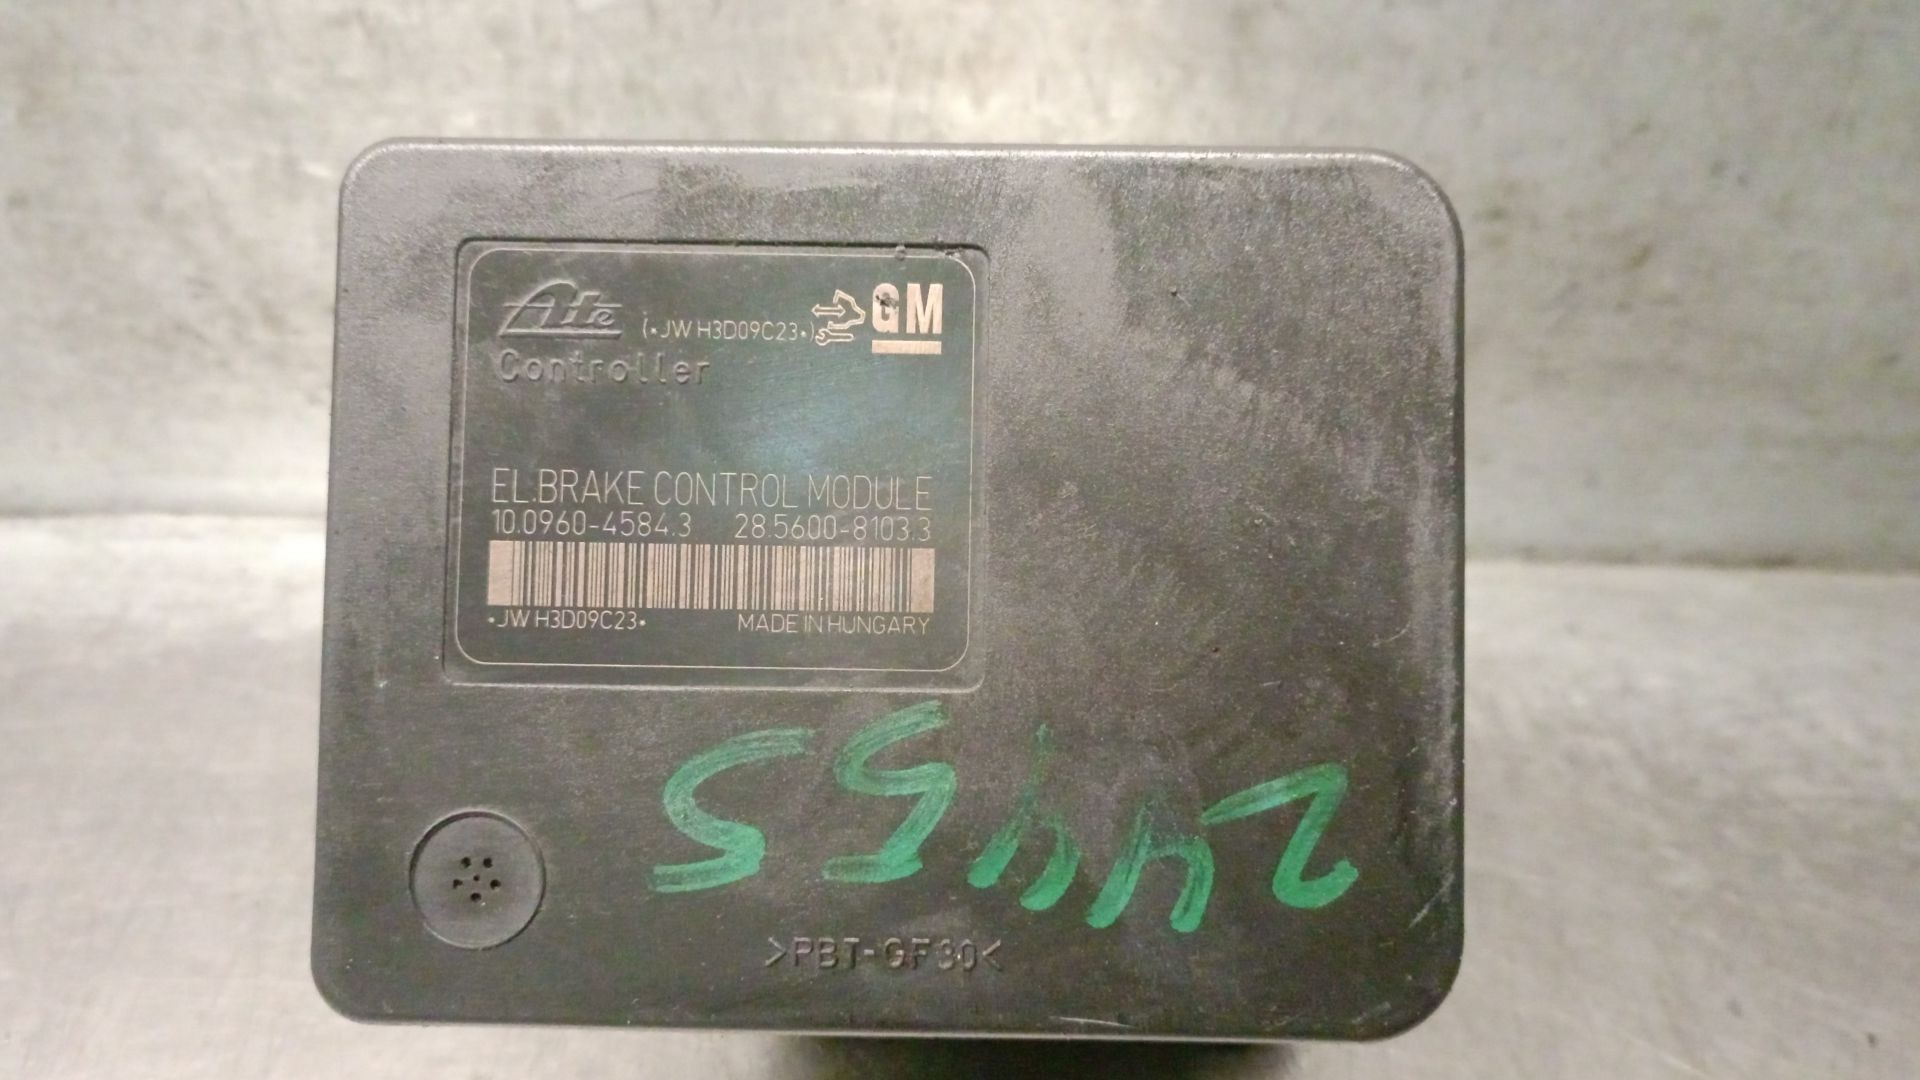 Ate (•JW H3D09C23•) GM
Controller
EL.BRAKE CONTROL MODULE
10.0960-4584.3 28.5600-8103.3
•JW H3D09C23• MADE IN HUNGARY
24455
>PBT-GF30<